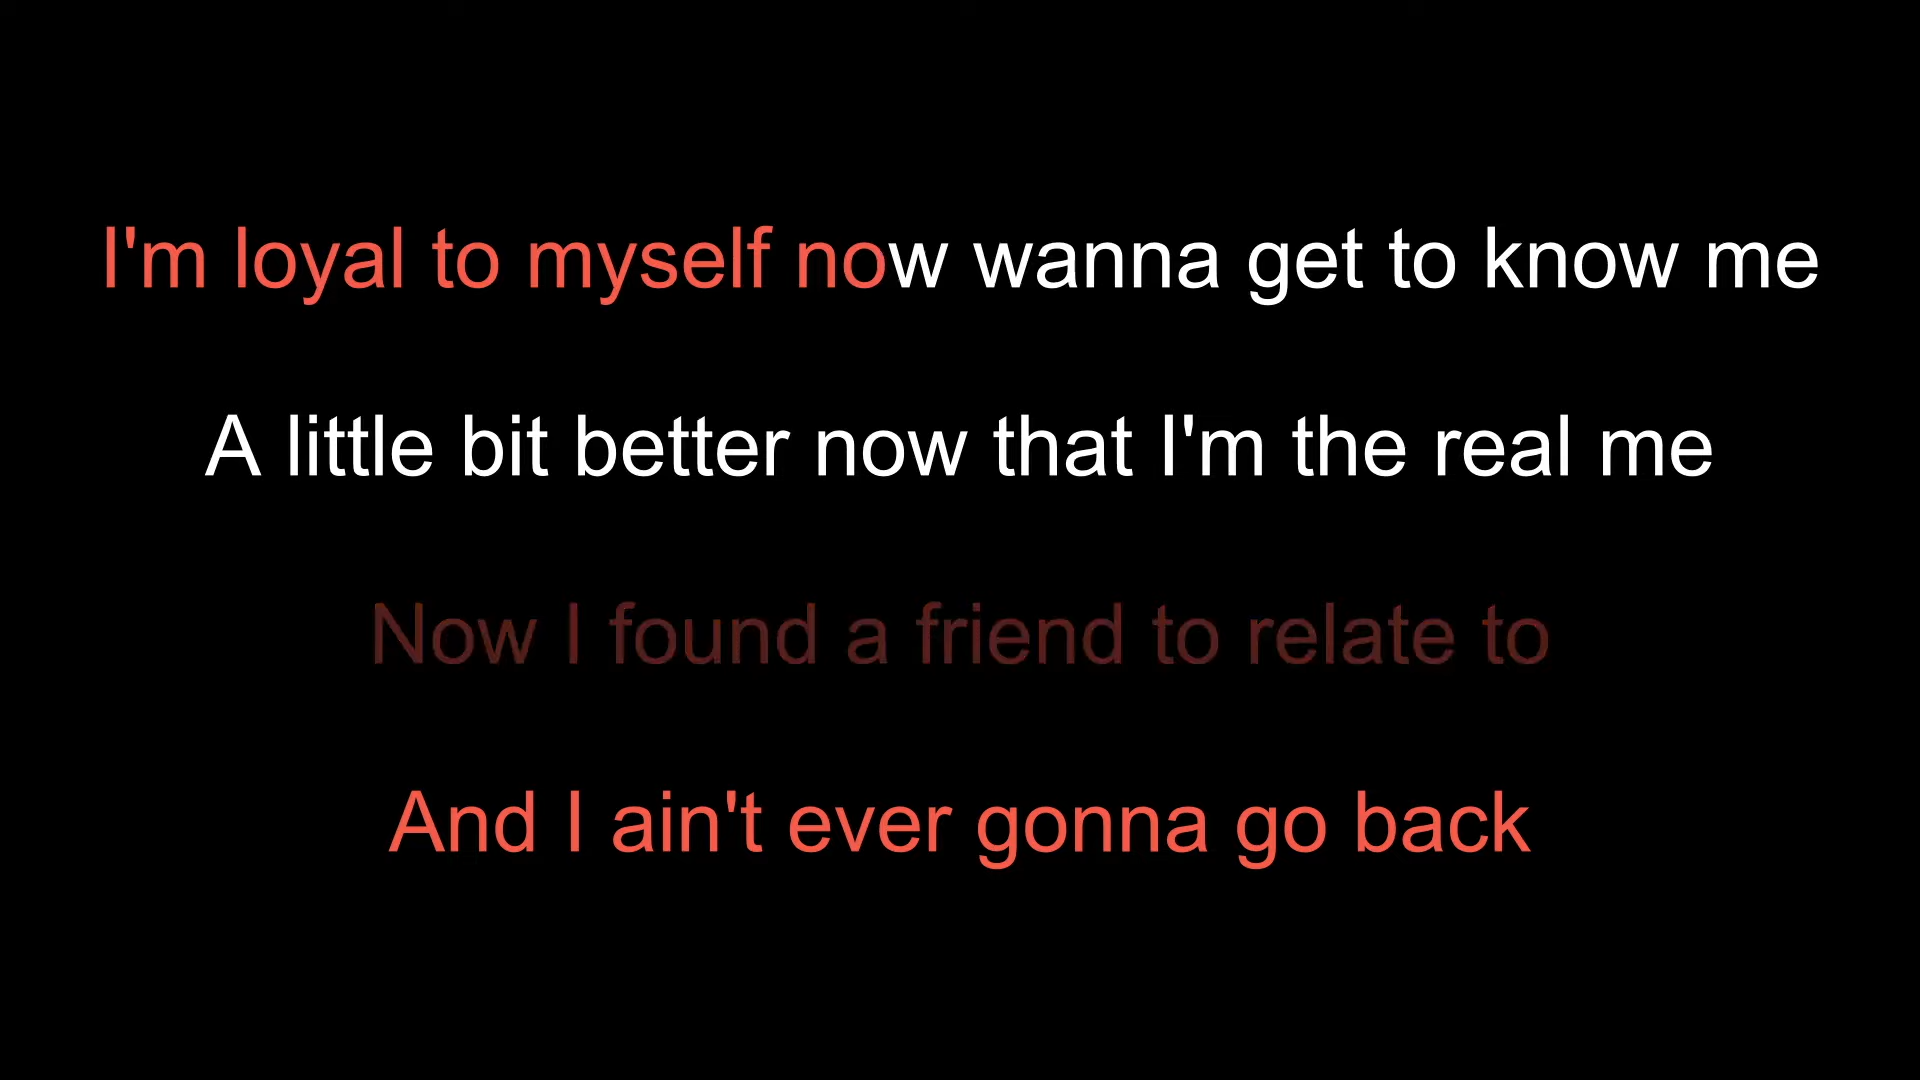 I'm loyal to myself now wanna get to know me
A little bit better now that I'm the real me
Now I found a friend to relate to
And I ain't ever gonna go back